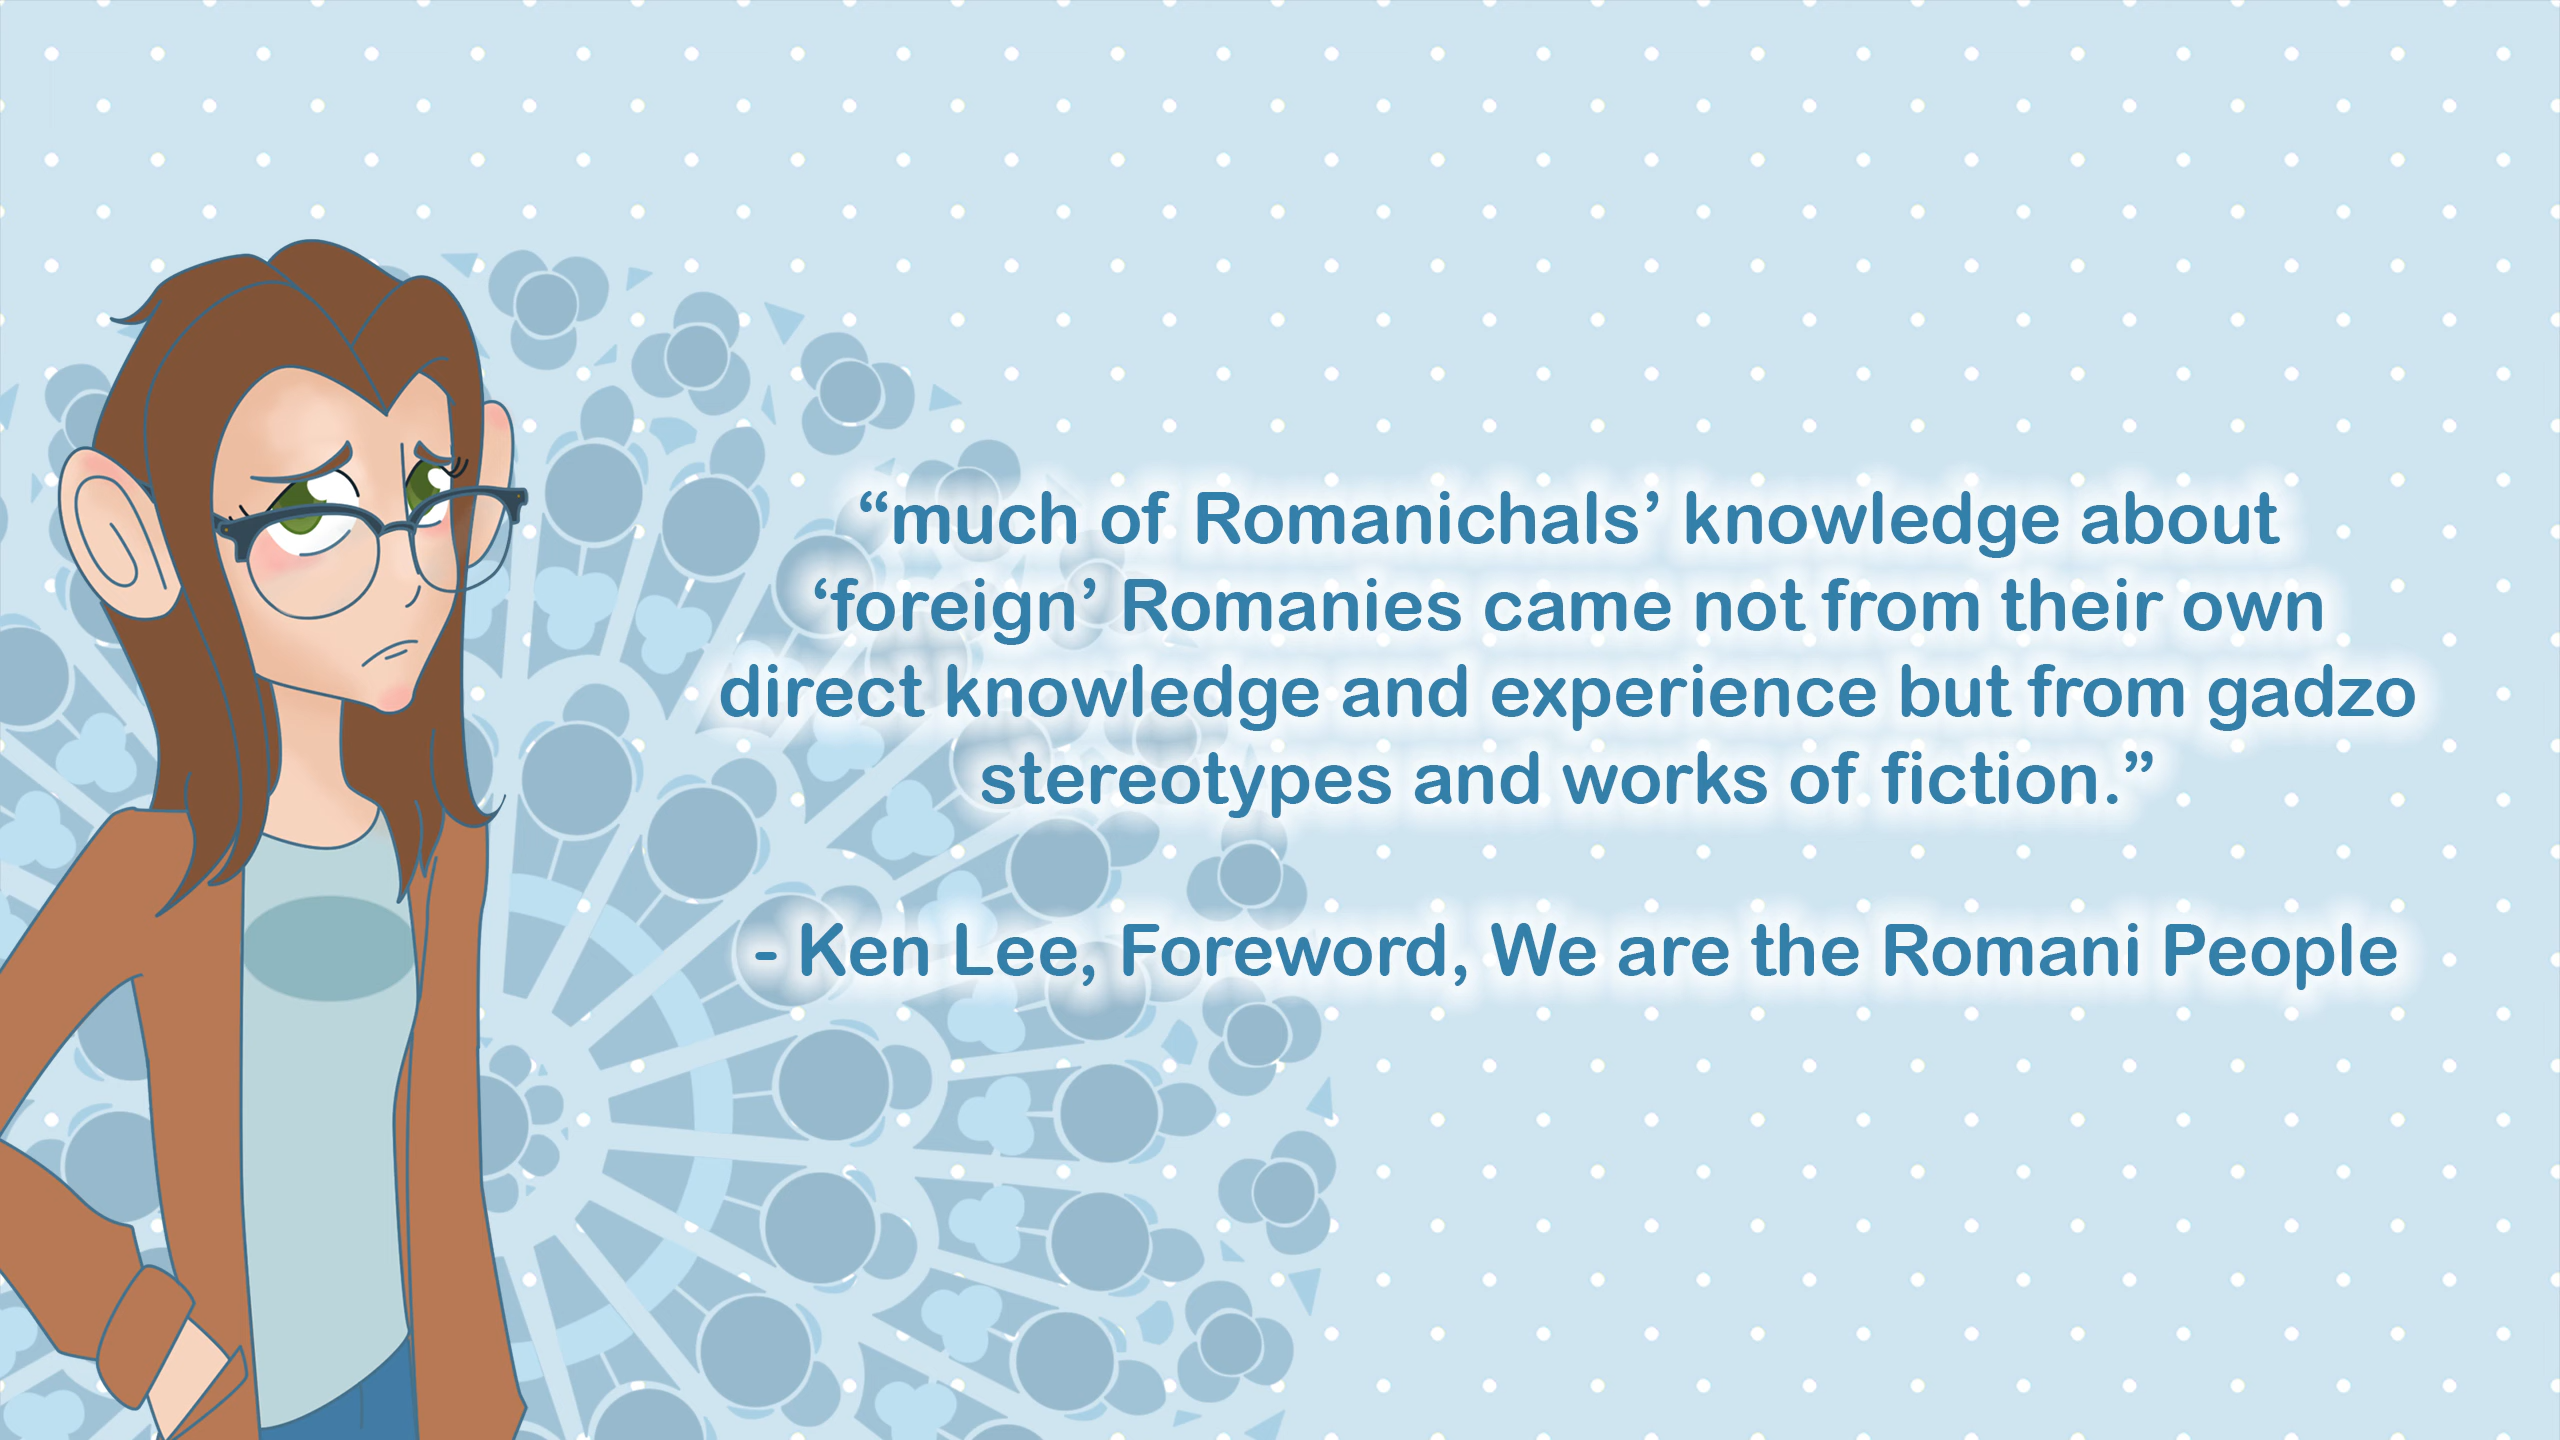 “much of Romanichals’ knowledge about
‘foreign’ Romanies came not from their own
direct knowledge and experience but from gadzo
stereotypes and works of fiction.”
- Ken Lee, Foreword, We are the Romani People